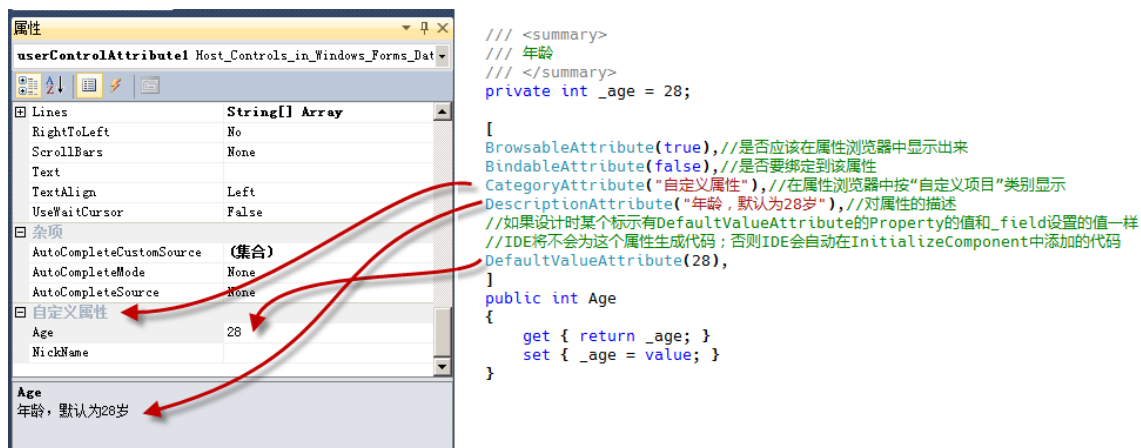 属性
userControlAttribute1 Host_Controls_in_Windows_Forms_Dat
Lines String[] Array
RightToLeft No
ScrollBars None
Text
TextAlign Left
UseWaitCursor False
杂项
AutoCompleteCustomSource (集合)
AutoCompleteMode None
AutoCompleteSource None
自定义属性
Age 28
NickName
Age
年龄，默认为28岁
/// <summary>
/// 年龄
/// </summary>
private int _age = 28;
[
BrowsableAttribute(true),//是否应该在属性浏览器中显示出来
BindableAttribute(false),//是否要绑定到该属性
CategoryAttribute("自定义属性"),//在属性浏览器中按“自定义项目”类别显示
DescriptionAttribute("年龄，默认为28岁"),//对属性的描述
//如果设计时某个标示有DefaultValueAttribute的Property的值和_field设置的值一样
//IDE将不会为这个属性生成代码；否则IDE会自动在InitializeComponent中添加的代码
DefaultValueAttribute(28),
]
public int Age
{
get { return _age; }
set { _age = value; }
}